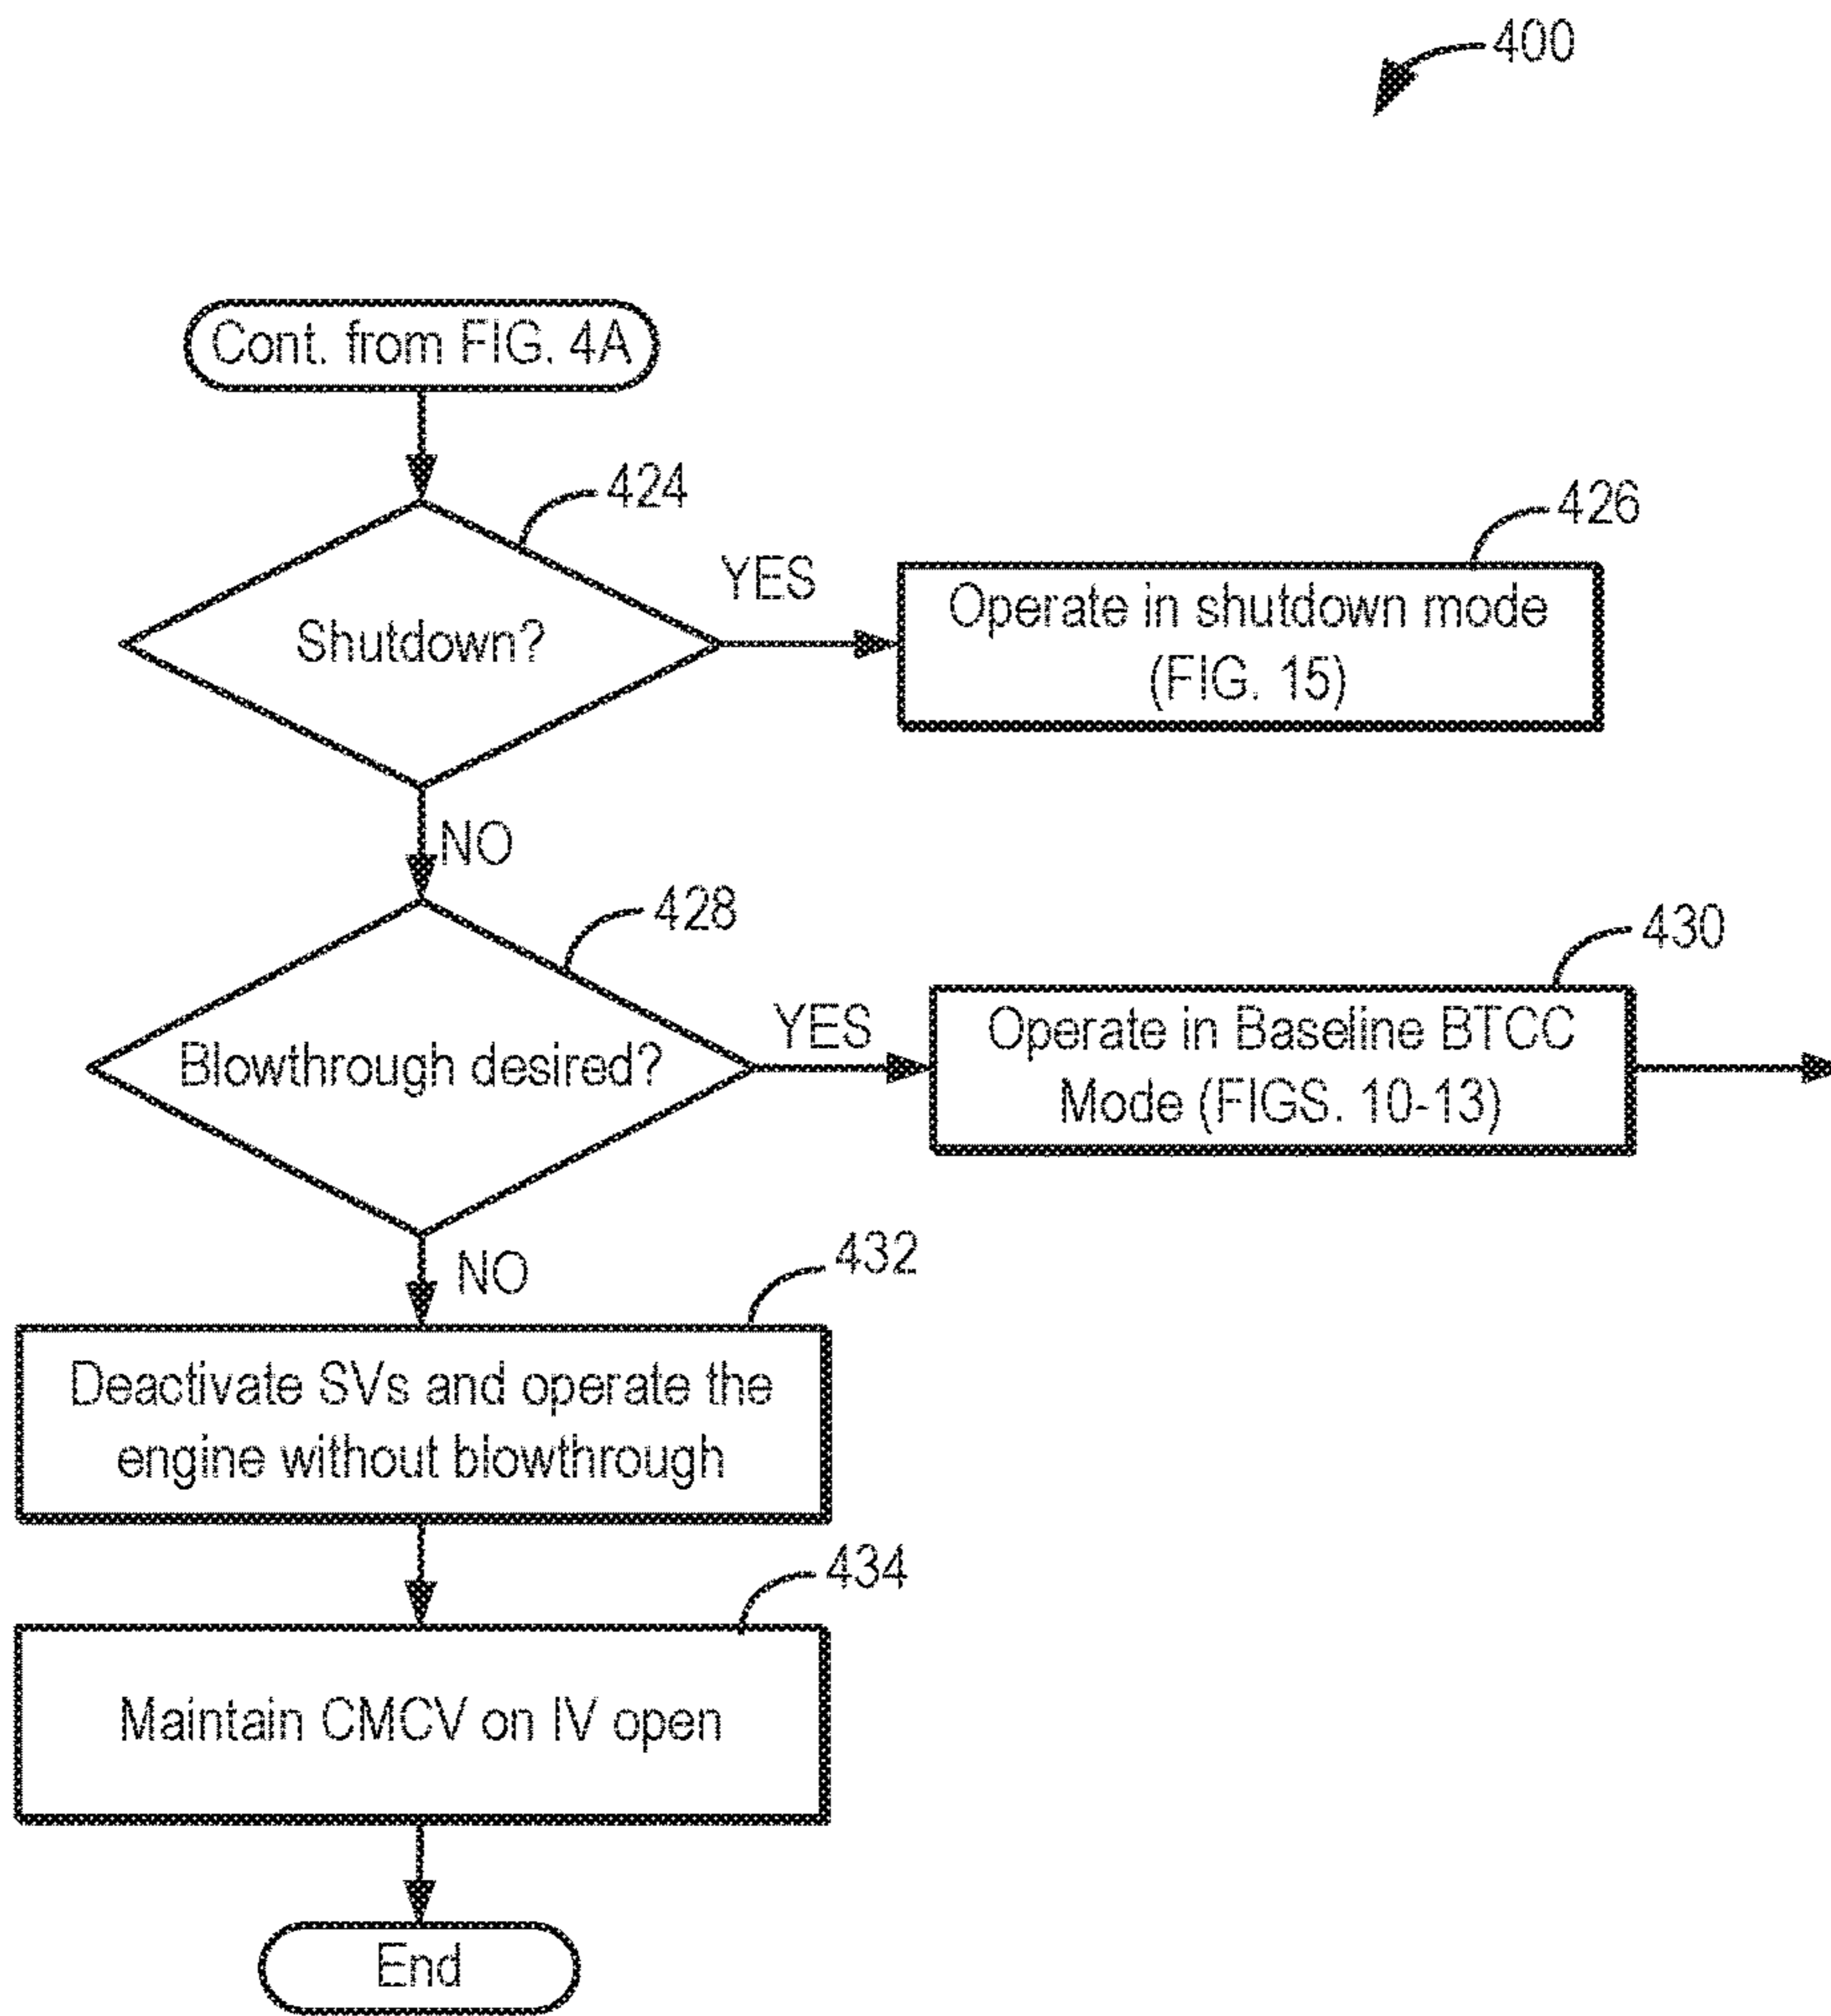 400
Cont. from FIG. 4A
424
Shutdown?
YES
426
Operate in shutdown mode
(FIG. 15)
NO
428
Blowthrough desired?
YES
430
Operate in Baseline BTCC
Mode (FIGS. 10-13)
NO
432
Deactivate SVs and operate the
engine without blowthrough
434
Maintain CMCV on IV open
End